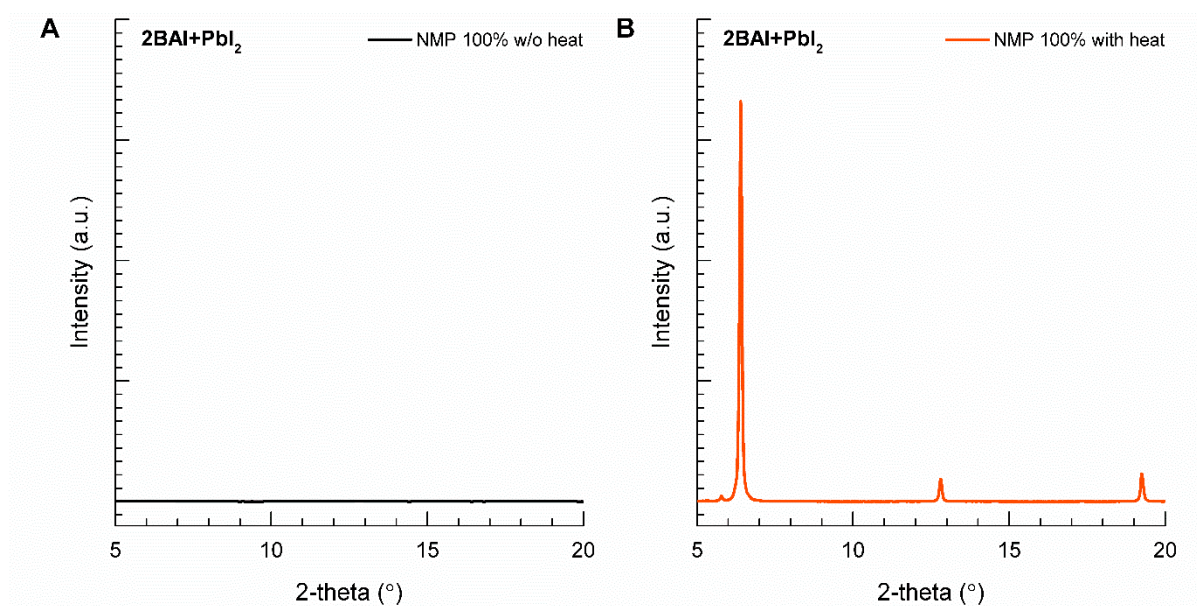 A
2BAI+PbI₂
NMP 100% w/o heat
Intensity (a.u.)
5
10
15
20
2-theta (°)
B
2BAI+PbI₂
NMP 100% with heat
Intensity (a.u.)
5
10
15
20
2-theta (°)